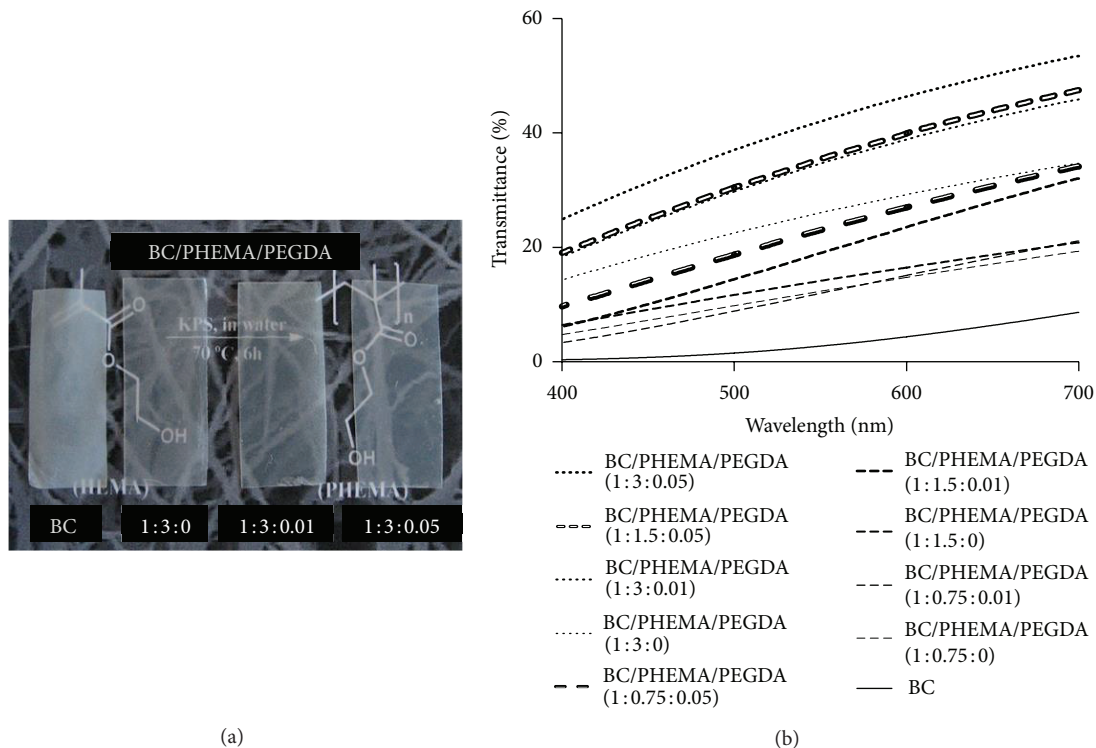 BC/PHEMA/PEGDA
O
O
n
KPS, in water
70 °C, 6h
O
O
OH
OH
(HEMA)
(PHEMA)
BC
1:3:0
1:3:0.01
1:3:0.05
(a)
60
40
20
0
Transmittance (%)
400
500
600
700
Wavelength (nm)
BC/PHEMA/PEGDA
(1:3:0.05)
BC/PHEMA/PEGDA
(1:1.5:0.05)
BC/PHEMA/PEGDA
(1:3:0.01)
BC/PHEMA/PEGDA
(1:3:0)
BC/PHEMA/PEGDA
(1:0.75:0.05)
BC/PHEMA/PEGDA
(1:1.5:0.01)
BC/PHEMA/PEGDA
(1:1.5:0)
BC/PHEMA/PEGDA
(1:0.75:0.01)
BC/PHEMA/PEGDA
(1:0.75:0)
BC
(b)